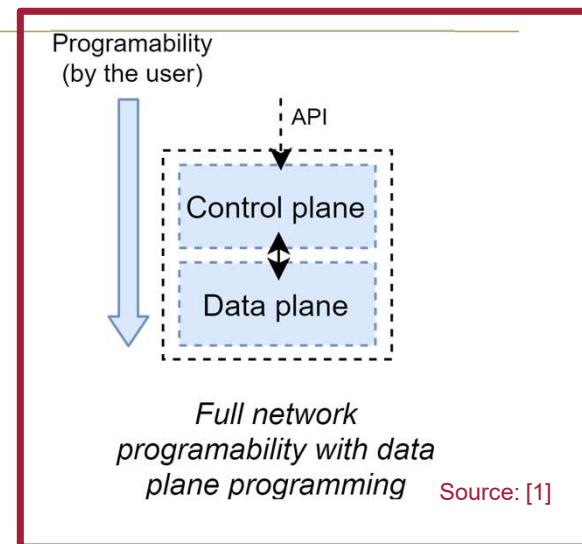 Programability
(by the user)
API
Control plane
Data plane
Full network
programability with data
plane programming
Source: [1]